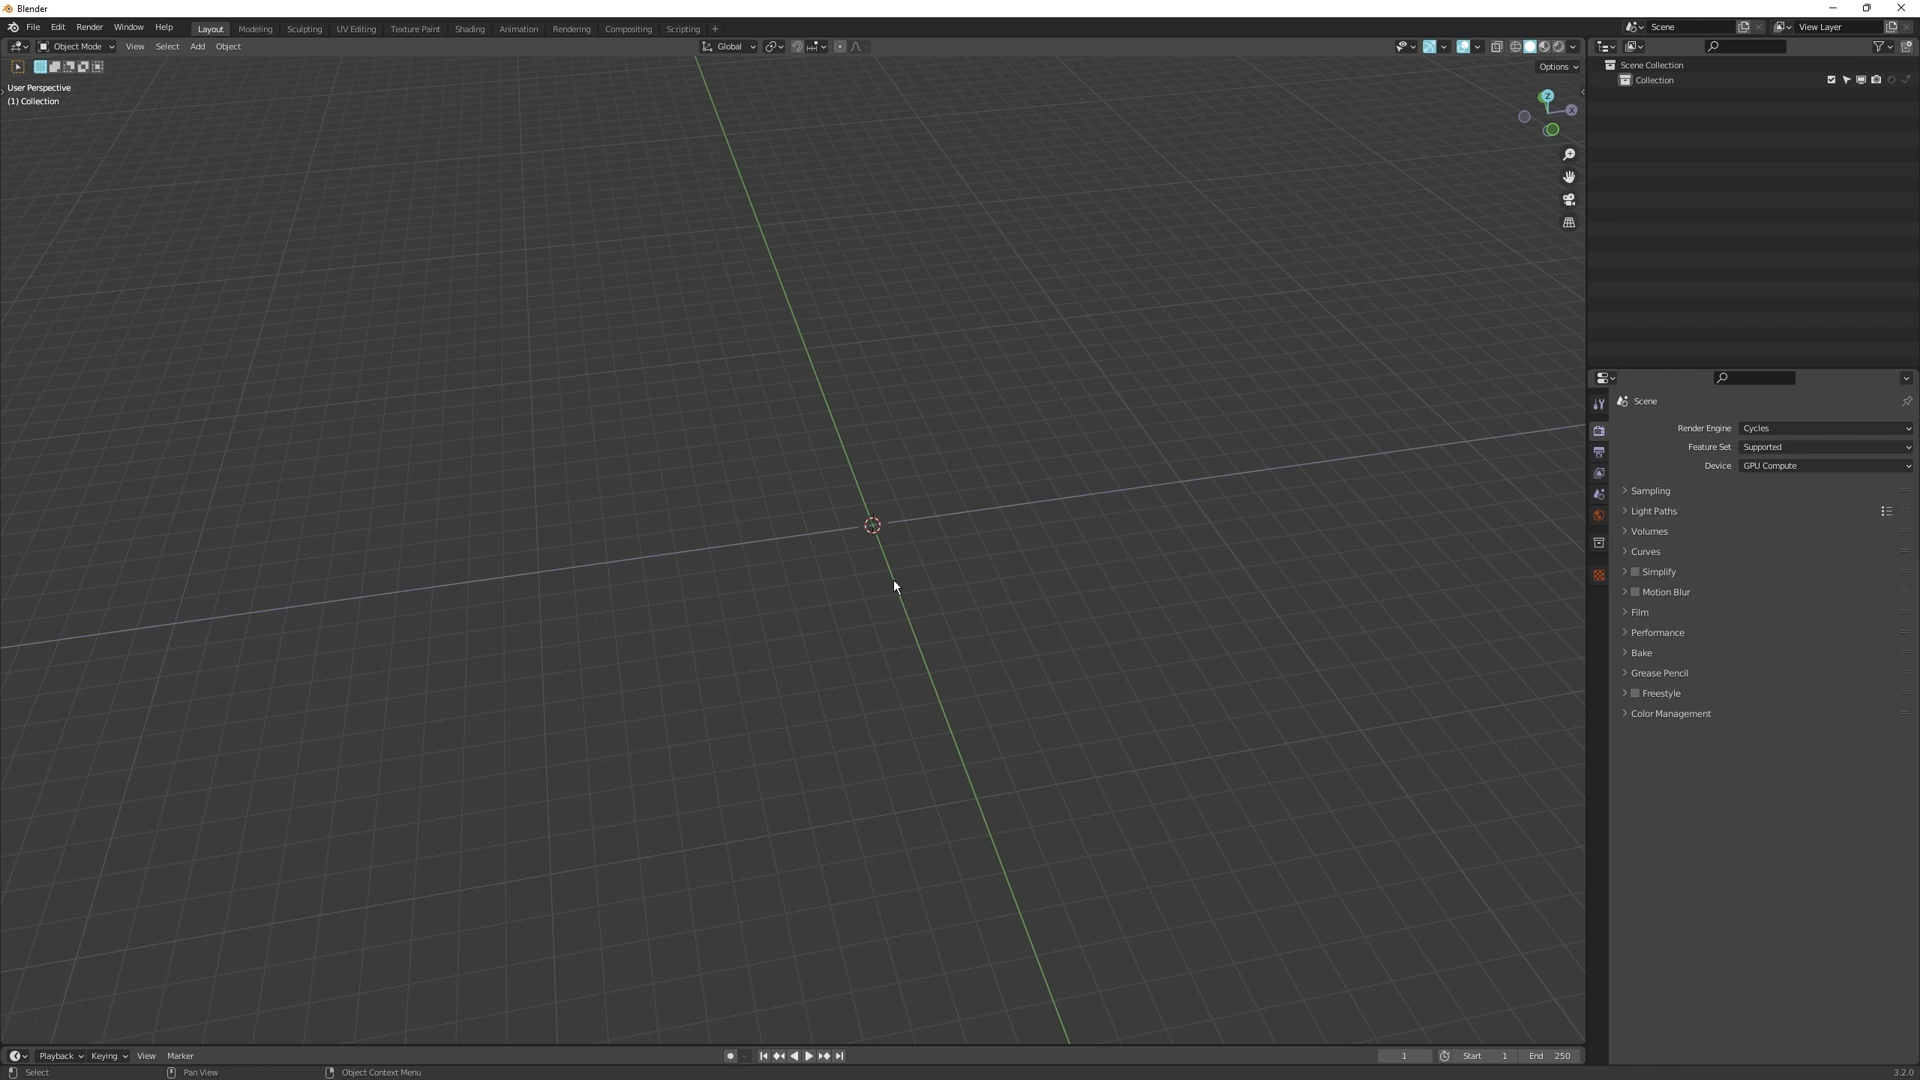 Blender
File Edit Render Window Help Layout Modeling Sculpting UV Editing Texture Paint Shading Animation Rendering Compositing Scripting + Scene View Layer
Object Mode View Select Add Object Global
Options
User Perspective
(1) Collection
Z
X
Scene Collection
Collection
Scene
Render Engine Cycles
Feature Set Supported
Device GPU Compute
Sampling
Light Paths
Volumes
Curves
Simplify
Motion Blur
Film
Performance
Bake
Grease Pencil
Freestyle
Color Management
Playback Keying View Marker 1 Start 1 End 250
Select Pan View Object Context Menu 3.2.0